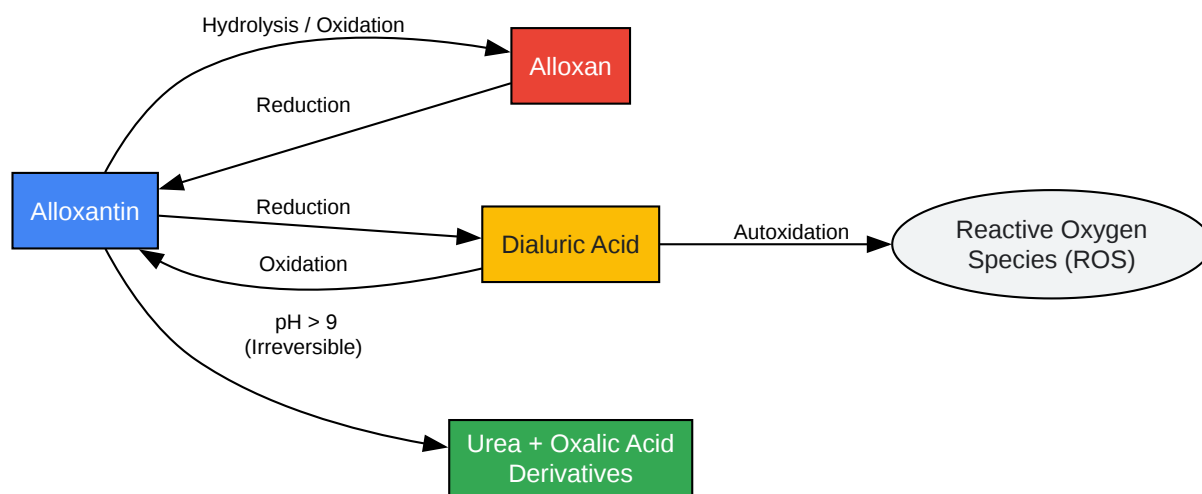 Hydrolysis / Oxidation
Alloxan
Reduction
Alloxantin
Reduction
Dialuric Acid
Autoxidation
Reactive Oxygen
Species (ROS)
Oxidation
pH > 9
(Irreversible)
Urea + Oxalic Acid
Derivatives